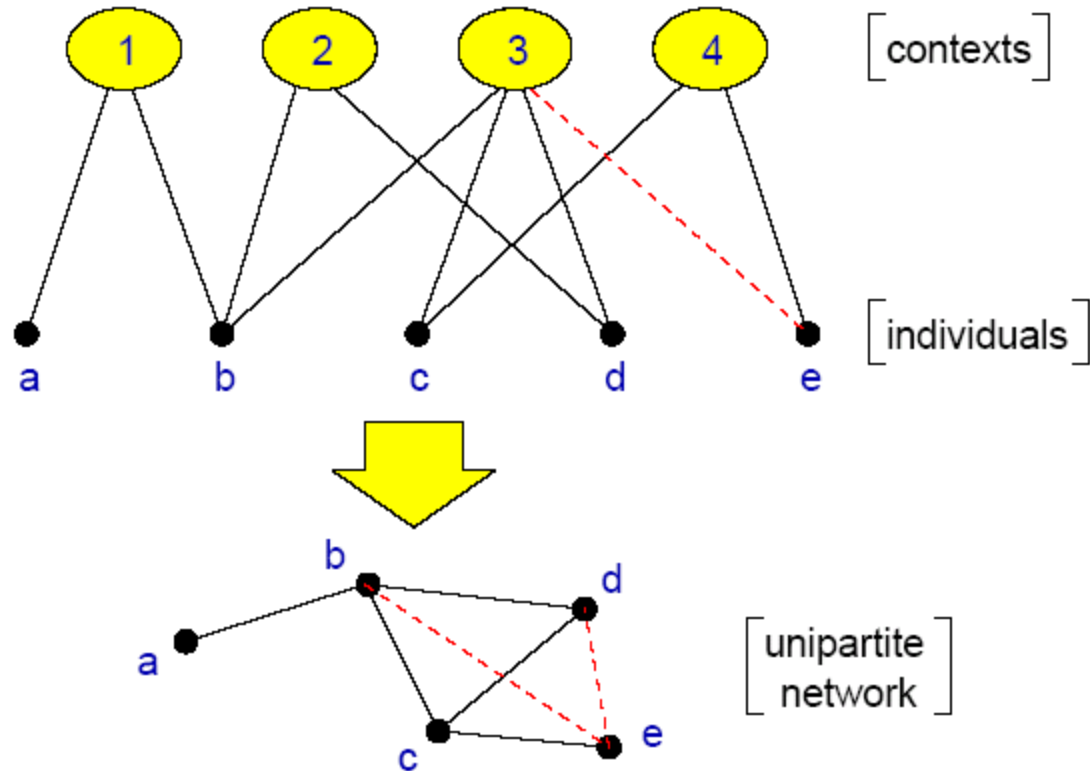 1 2 3 4 [contexts]
[individuals]
a b c d e
b
d
a
[unipartite
network]
c
e